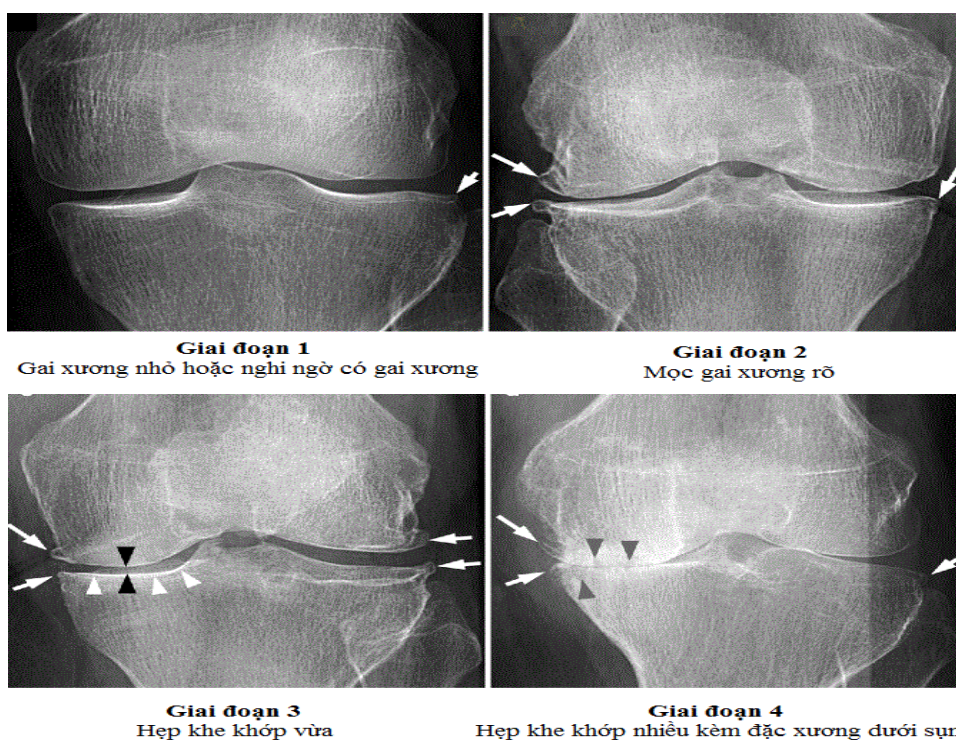 Giai đoạn 1
Gai xương nhỏ hoặc nghi ngờ có gai xương
Giai đoạn 2
Mọc gai xương rõ
Giai đoạn 3
Hẹp khe khớp vừa
Giai đoạn 4
Hẹp khe khớp nhiều kèm đặc xương dưới sụn